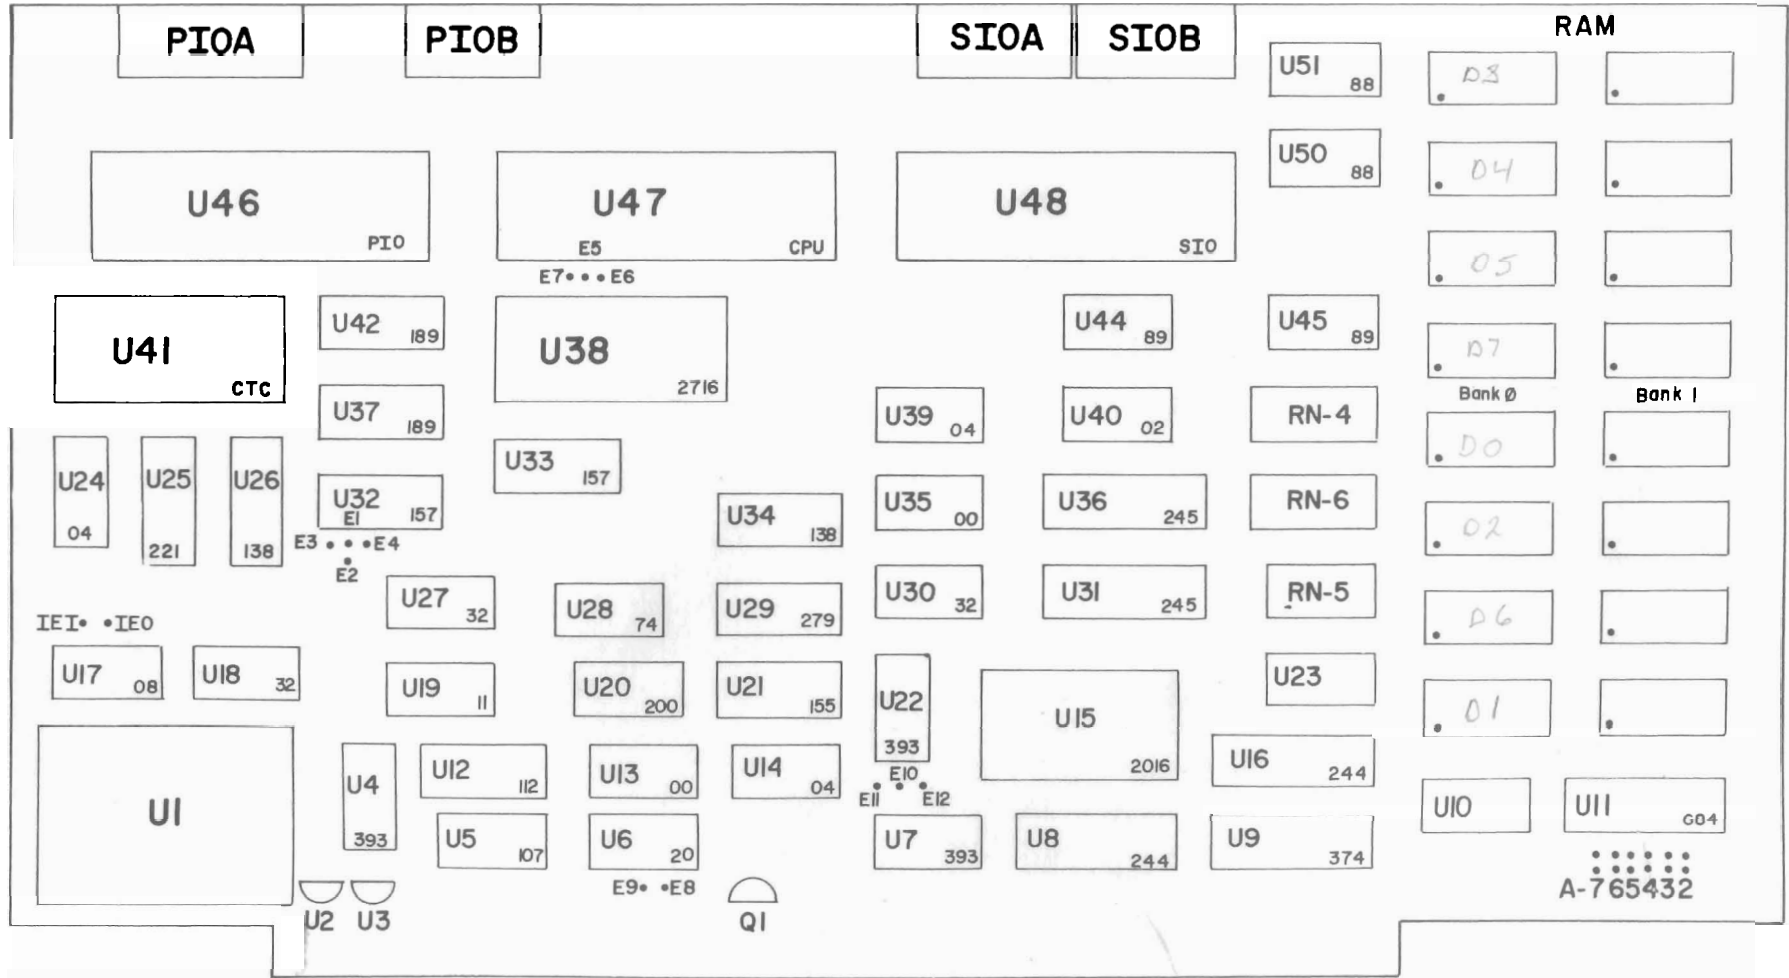 PIOA PIOB SIOA SIOB RAM
U51 88 D3
U50 88 D4
U46 PIO U47 E5 CPU U48 SIO D5
E7 E6
U41 CTC U42 189 U38 2716 U44 89 U45 89 D7
Bank 0 Bank 1
U37 189 U39 04 U40 02 RN-4 D0
U24 04 U25 221 U26 138 U32 E1 157 U33 157 U34 138 U35 00 U36 245 RN-6 D2
E3 E4
E2
U27 32 U28 74 U29 279 U30 32 U31 245 RN-5 D6
IEI IEO
U17 08 U18 32 U19 11 U20 200 U21 155 U22 393 U15 2016 U23 D1
U1 U4 393 U12 112 U13 00 U14 04 E10 U16 244
E11 E12
U10 U11 G04
U5 107 U6 20 U7 393 U8 244 U9 374
E9 E8 A-765432
U2 U3 Q1